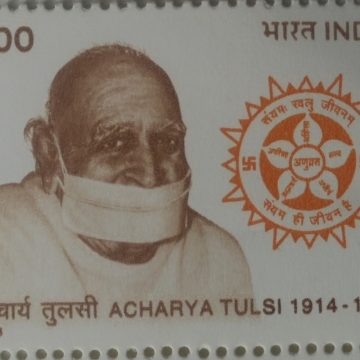 00 भारत IND
संयमः खलु जीवनम
अणुव्रत
संयम ही जीवन है
चार्य तुलसी ACHARYA TULSI 1914-1